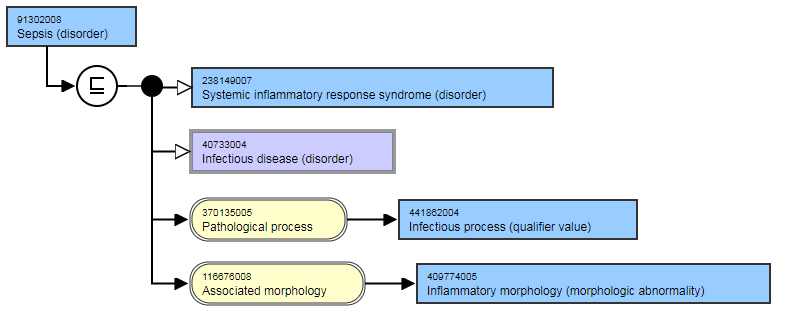 91302008
Sepsis (disorder)
238149007
Systemic inflammatory response syndrome (disorder)
40733004
Infectious disease (disorder)
370135005
Pathological process
441862004
Infectious process (qualifier value)
116676008
Associated morphology
409774005
Inflammatory morphology (morphologic abnormality)